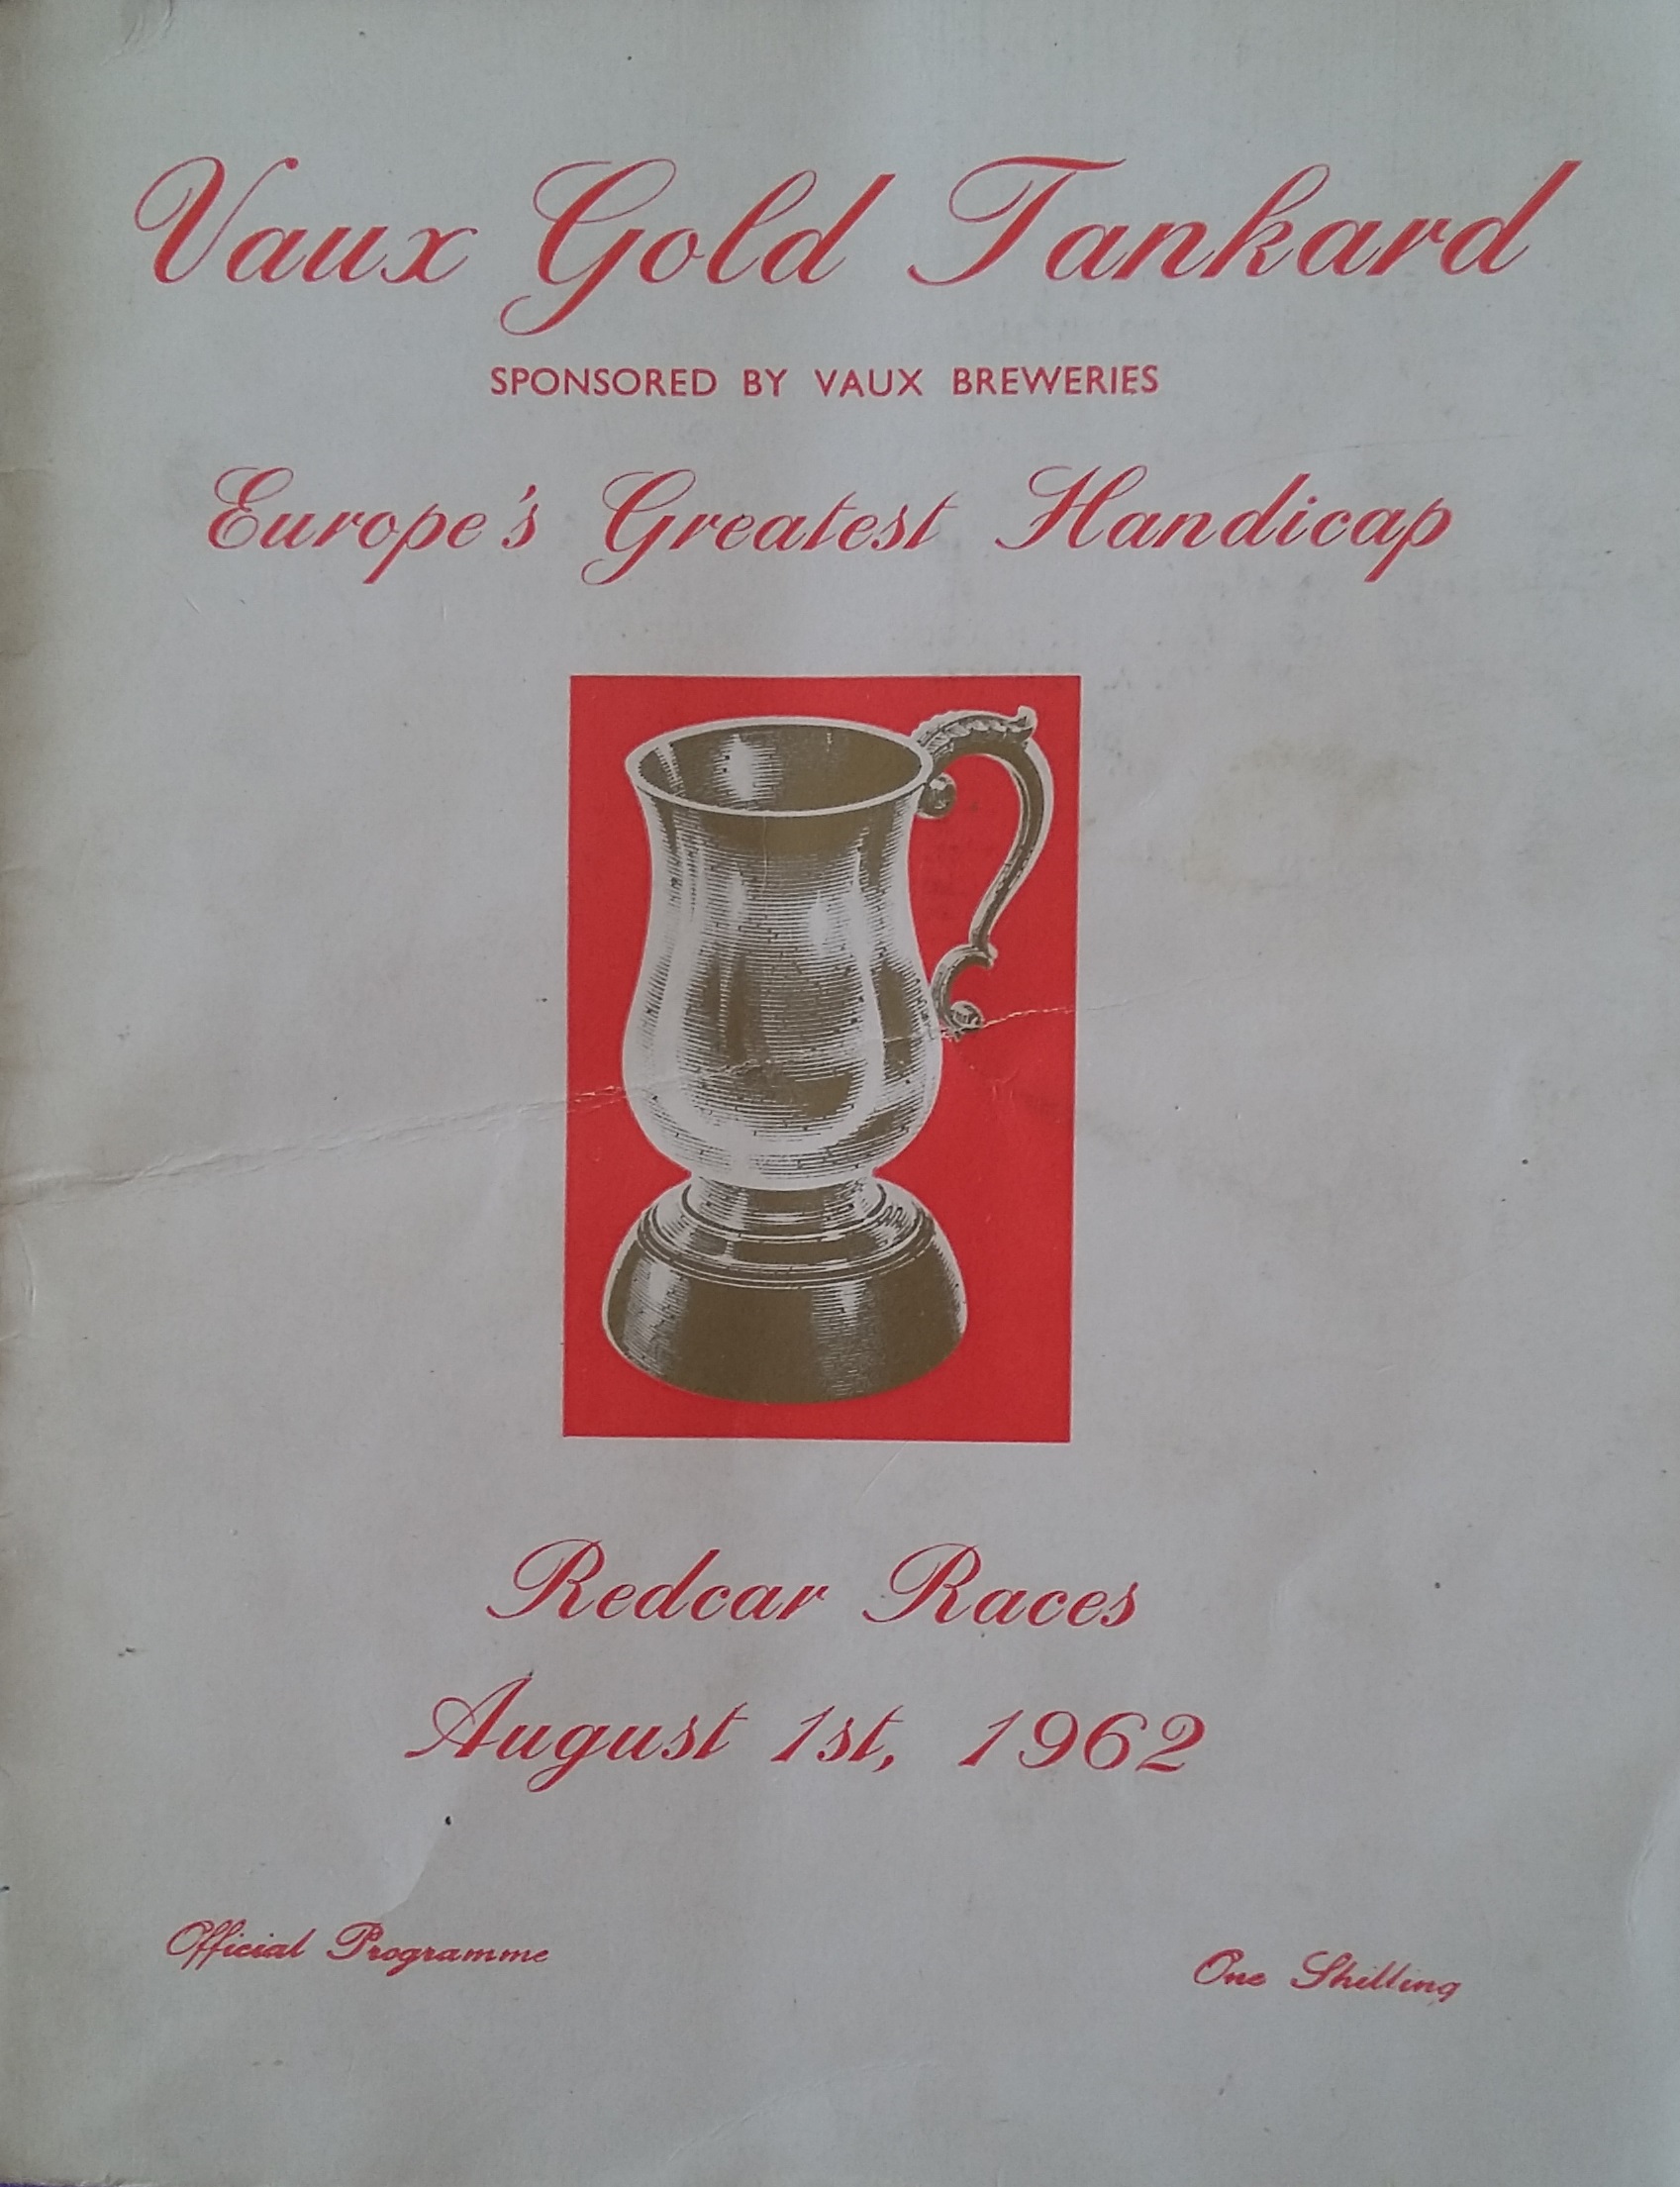 Vaux Gold Tankard
SPONSORED BY VAUX BREWERIES
Europe's Greatest Handicap
Redcar Races
August 1st, 1962
Official Programme
One Shilling